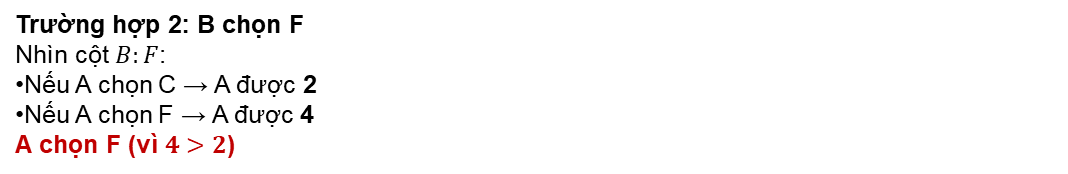 Trường hợp 2: B chọn F
Nhìn cột B: F:
•Nếu A chọn C → A được 2
•Nếu A chọn F → A được 4
A chọn F (vì 4 > 2)